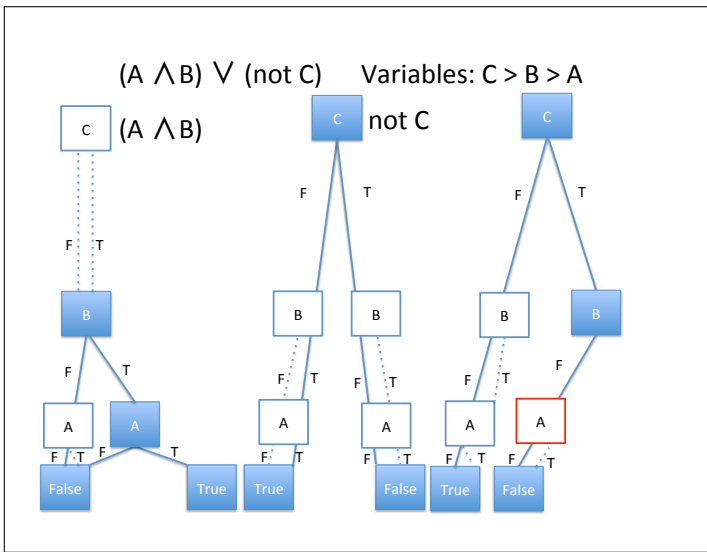 (A ∧ B) ∨ (not C) Variables: C > B > A
C (A ∧ B) C not C C
F T F T F T
B B B B B
F T F T F T F T F
A A A A A A
F T F T F T F T F T F T
False True True False True False